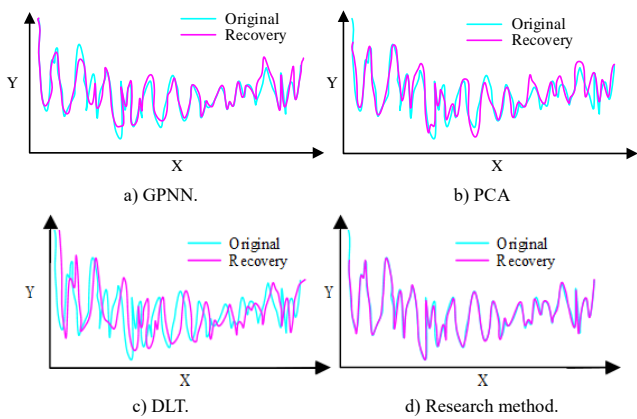 Original
Recovery
Y
X
a) GPNN.
Original
Recovery
Y
X
b) PCA
Original
Recovery
Y
X
c) DLT.
Original
Recovery
Y
X
d) Research method.